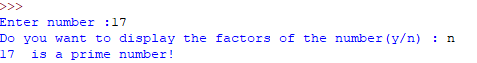 >>>
Enter number :17
Do you want to display the factors of the number(y/n) : n
17  is a prime number!